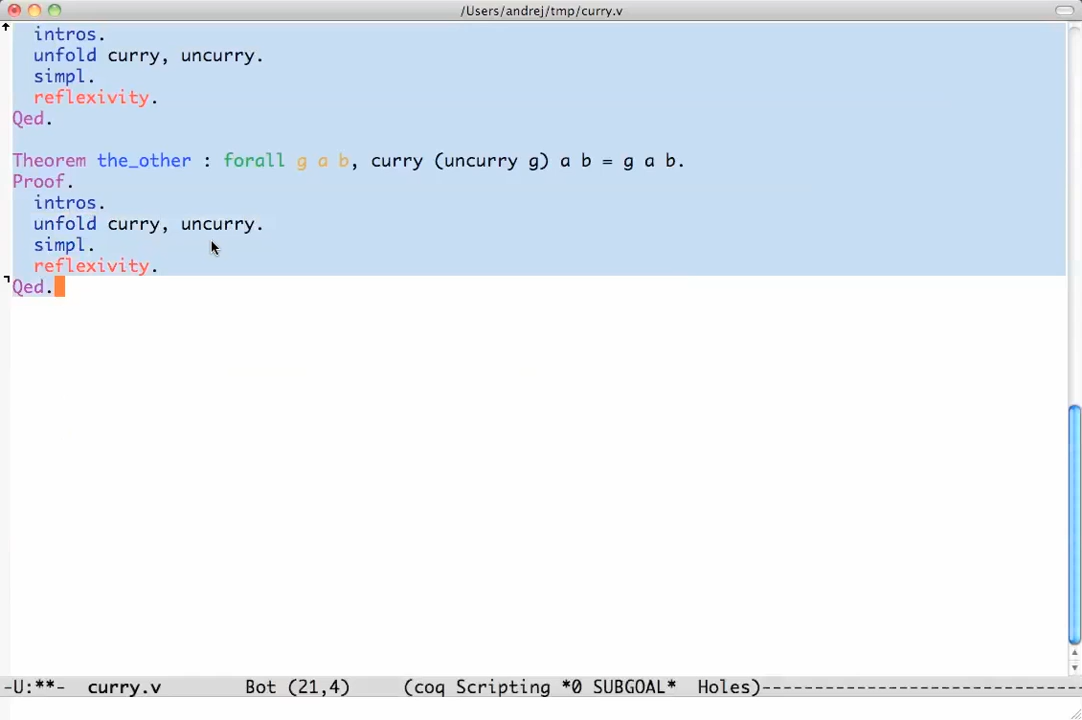 /Users/andrej/tmp/curry.v
intros.
unfold curry, uncurry.
simpl.
reflexivity.
Qed.
Theorem the_other : forall g a b, curry (uncurry g) a b = g a b.
Proof.
intros.
unfold curry, uncurry.
simpl.
reflexivity.
Qed.
-U:**-  curry.v        Bot (21,4)     (coq Scripting *0 SUBGOAL*  Holes)------------------------------